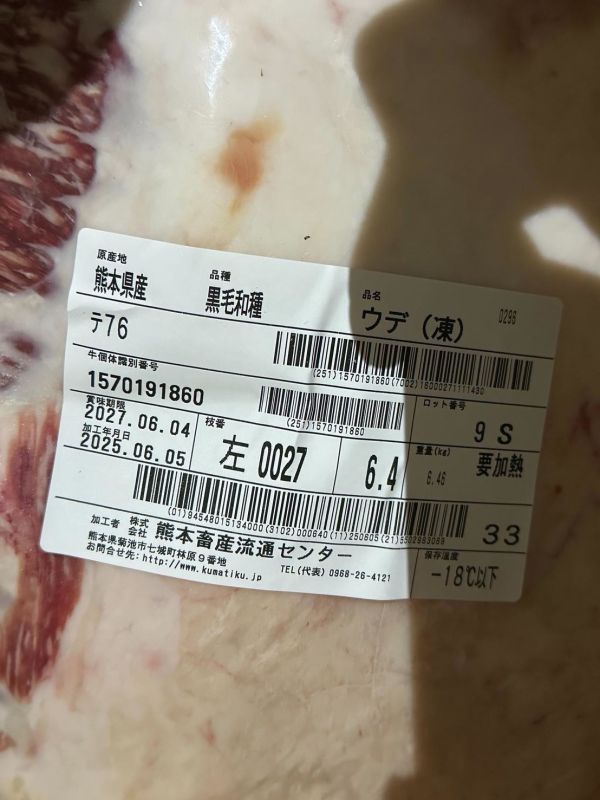 原産地 品種 品名
熊本県産 黒毛和種 ウデ（凍） 0296
テ76
(251)1570191860(7002)18000271111430
牛個体識別番号
1570191860
(251)1570191860
ロット番号
9 S
賞味期限
2027.06.04
加工年月日
2025.06.05
枝番
左 0027
6.4
重量(kg)
6.46
要加熱
(01)94548015134000(3102)000640(11)250605(21)5502983069
33
加工者 株式会社 熊本畜産流通センター
熊本県菊池市七城町林原9番地
お問合せ先:http://www.kumatiku.jp TEL(代表) 0968-26-4121
保存温度
－18℃以下